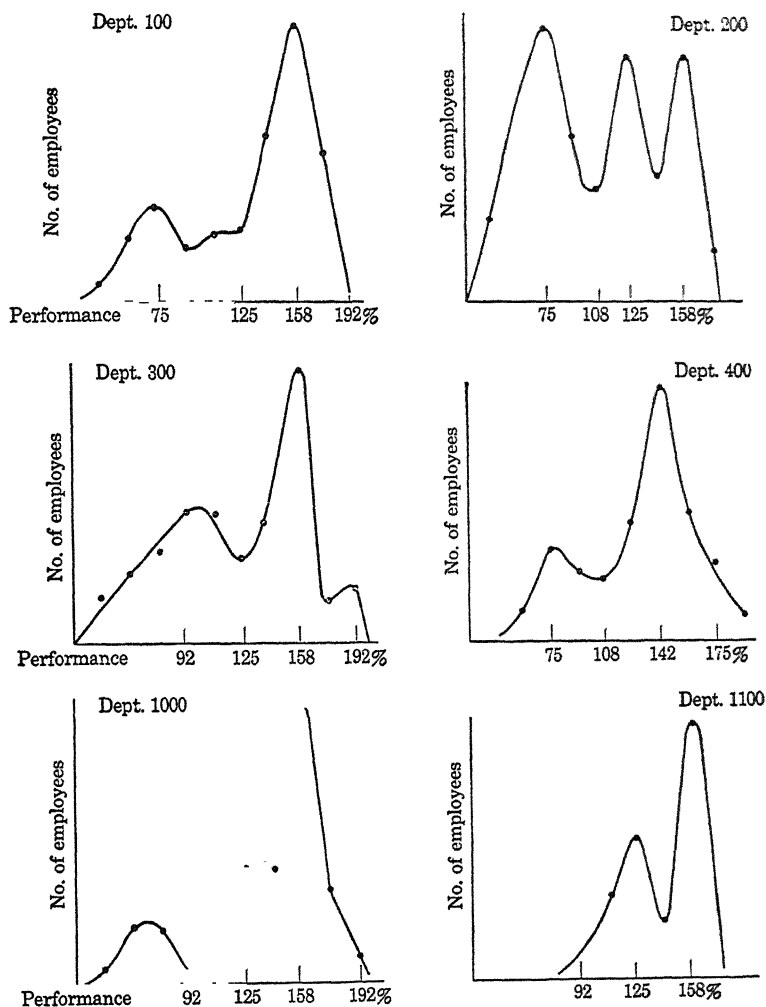 Dept. 100
No. of employees
Performance 75 125 158 192%
Dept. 200
No. of employees
75 108 125 158%
Dept. 300
No. of employees
Performance 92 125 158 192%
Dept. 400
No. of employees
75 108 142 175%
Dept. 1000
No. of employees
Performance 92 125 158 192%
Dept. 1100
No. of employees
92 125 158%